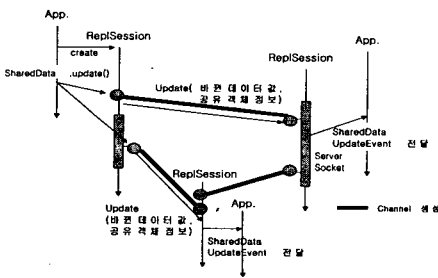 App.
ReplSession
create
SharedData .update()
Update( 바뀐 데이터 값,
공유 객체 정보)
ReplSession
App.
SharedData
UpdateEvent 전달
Server
Socket
ReplSession
Update
(바뀐 데이터 값,
공유 객체 정보)
App.
SharedData
UpdateEvent 전달
Channel 생성